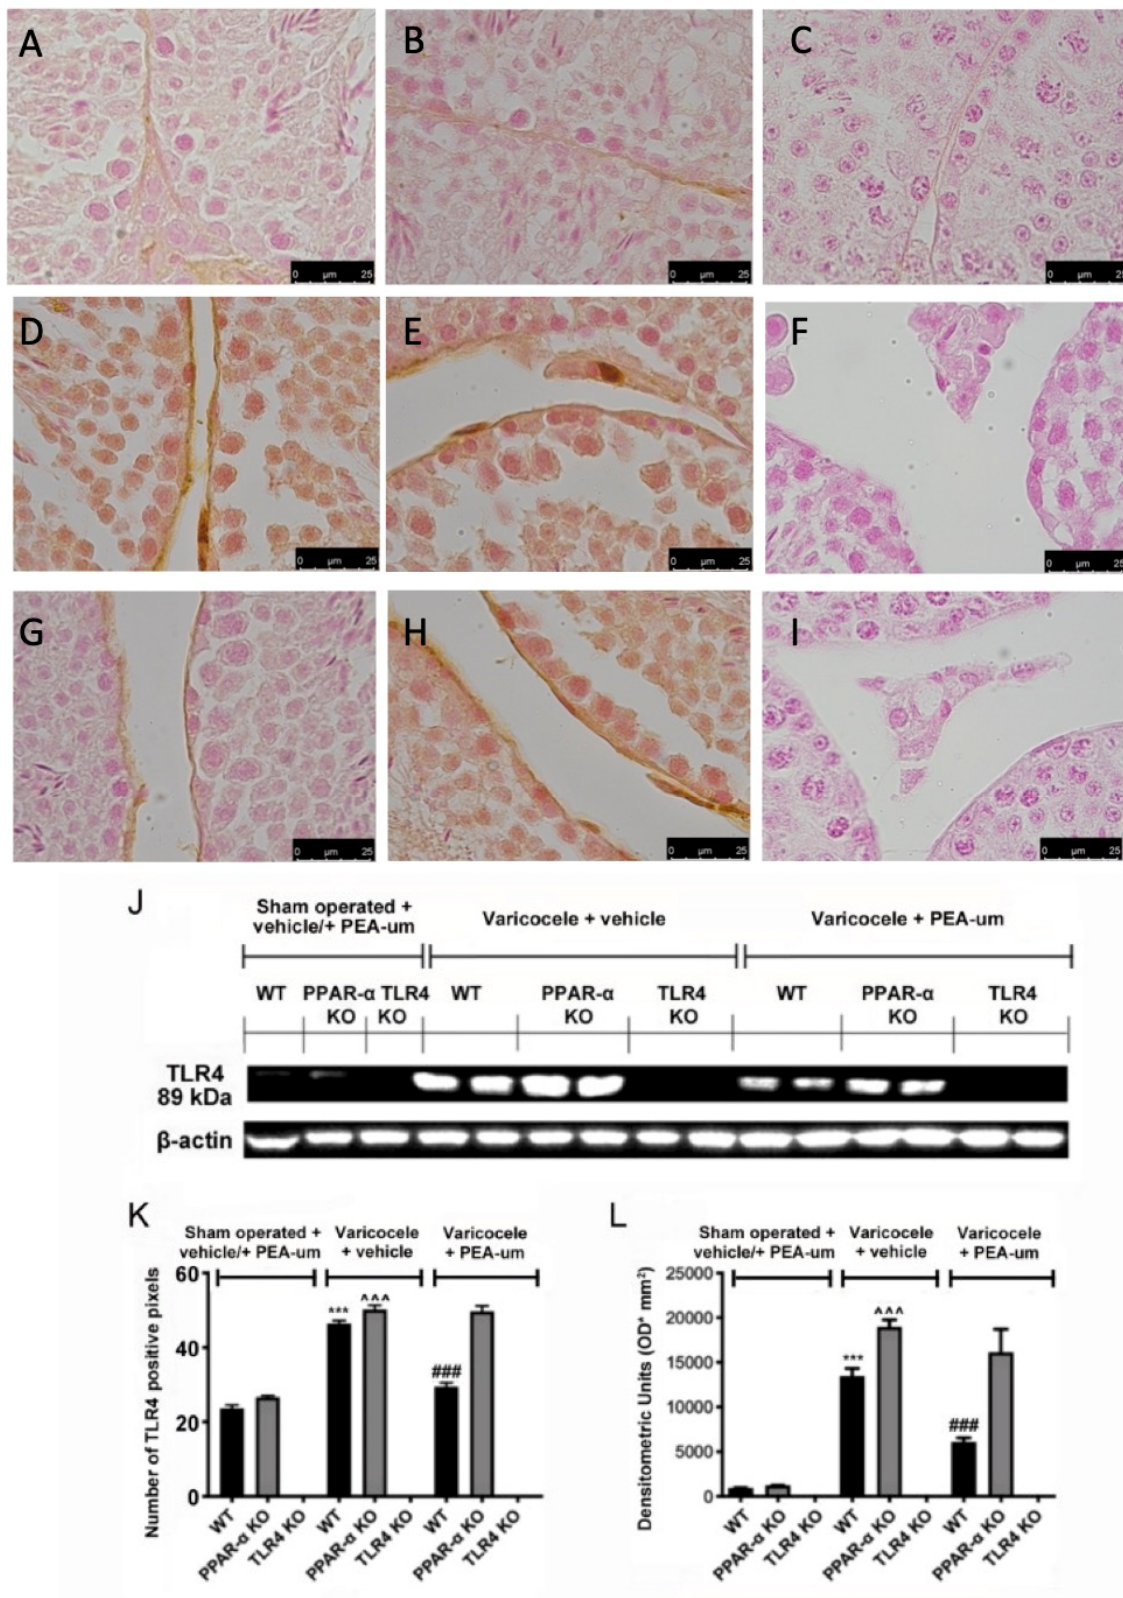 A
B
C
0 µm 25
0 µm 25
0 µm 25
D
E
F
0 µm 25
0 µm 25
0 µm 25
G
H
I
0 µm 25
0 µm 25
0 µm 25
J
Sham operated +
vehicle/+ PEA-um
Varicocele + vehicle
Varicocele + PEA-um
WT PPAR-α TLR4 WT PPAR-α TLR4 WT PPAR-α TLR4
KO KO KO KO KO KO
TLR4
89 kDa
β-actin
K
Sham operated +
vehicle/+ PEA-um
Varicocele
+ vehicle
Varicocele
+ PEA-um
Number of TLR4 positive pixels
60
40
20
0
***
^^^
###
WT
PPAR-α KO
TLR4 KO
WT
PPAR-α KO
TLR4 KO
WT
PPAR-α KO
TLR4 KO
L
Sham operated +
vehicle/+ PEA-um
Varicocele
+ vehicle
Varicocele
+ PEA-um
Densitometric Units (OD* mm²)
25000
20000
15000
10000
5000
0
***
^^^
###
WT
PPAR-α KO
TLR4 KO
WT
PPAR-α KO
TLR4 KO
WT
PPAR-α KO
TLR4 KO